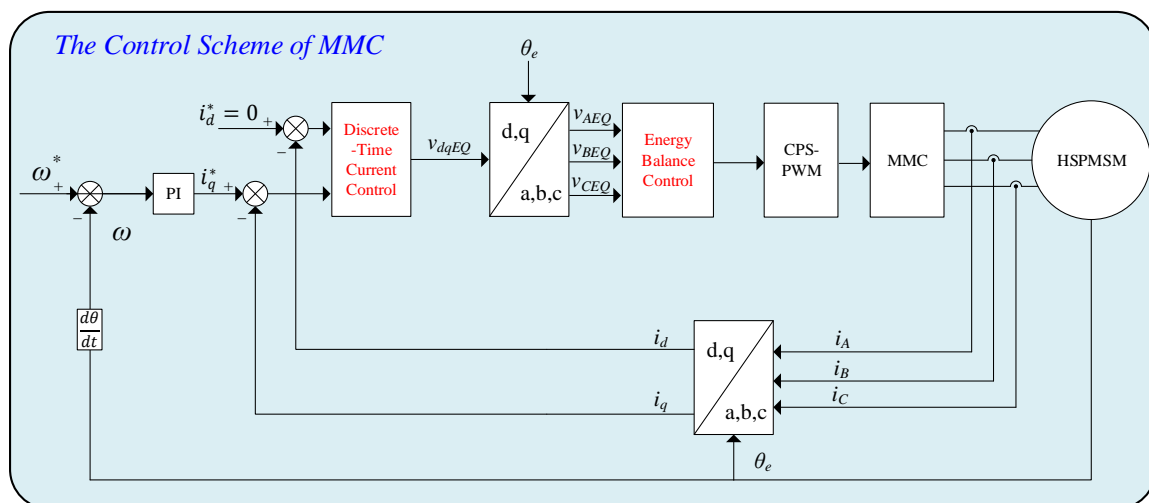 The Control Scheme of MMC
θe
i*d = 0
+
−
Discrete
-Time
Current
Control
vdqEQ
d,q
a,b,c
vAEQ
vBEQ
vCEQ
Energy
Balance
Control
CPS-
PWM
MMC
HSPMSM
ω*
+
−
PI
i*q
+
−
ω
dθ
dt
id
iq
d,q
a,b,c
iA
iB
iC
θe